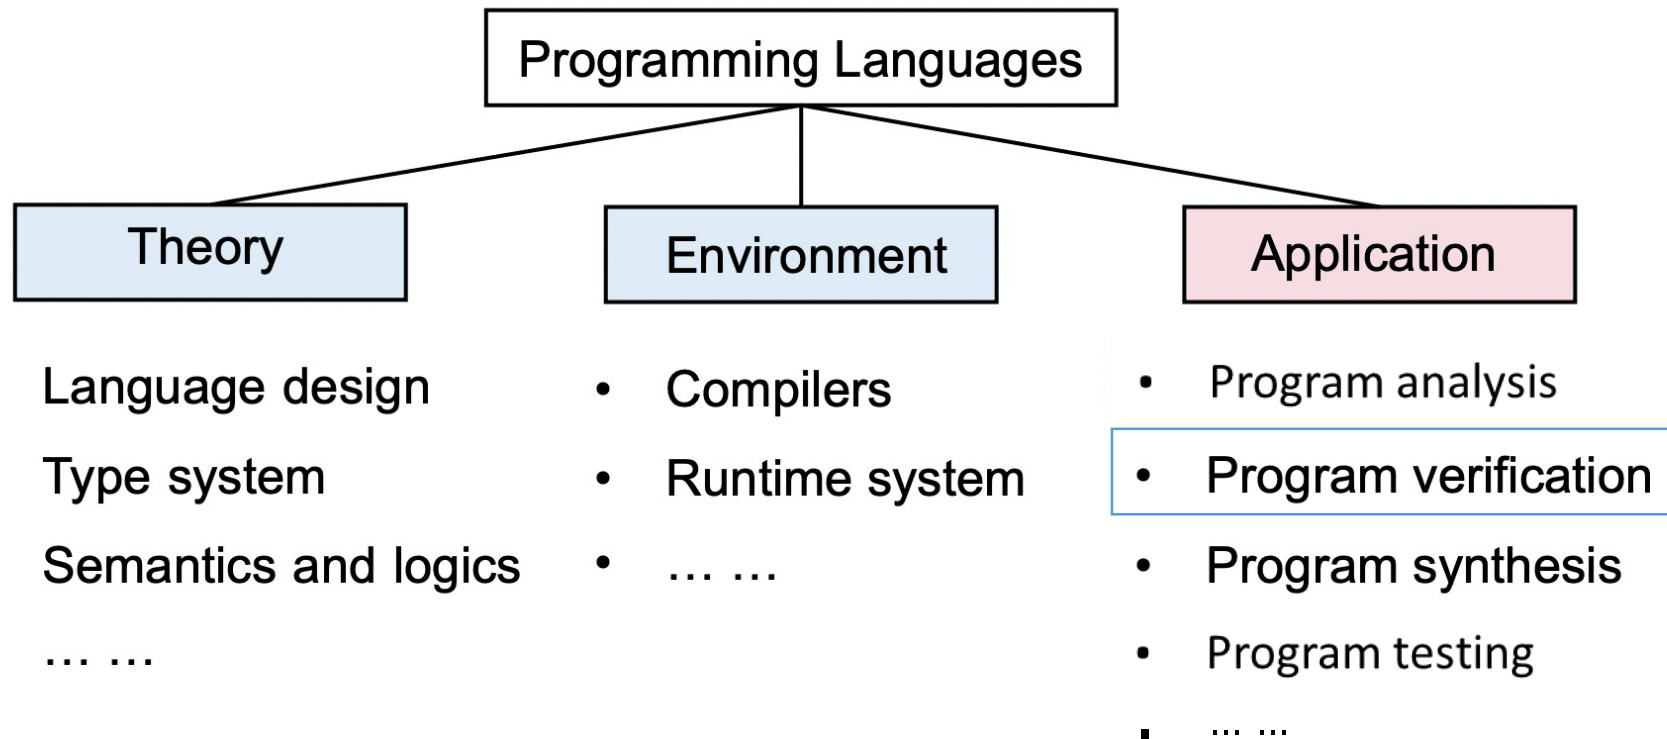 Programming Languages
Theory
Environment
Application
Language design
Type system
Semantics and logics
... ...
• Compilers
• Runtime system
• ... ...
• Program analysis
• Program verification
• Program synthesis
• Program testing
• ... ...